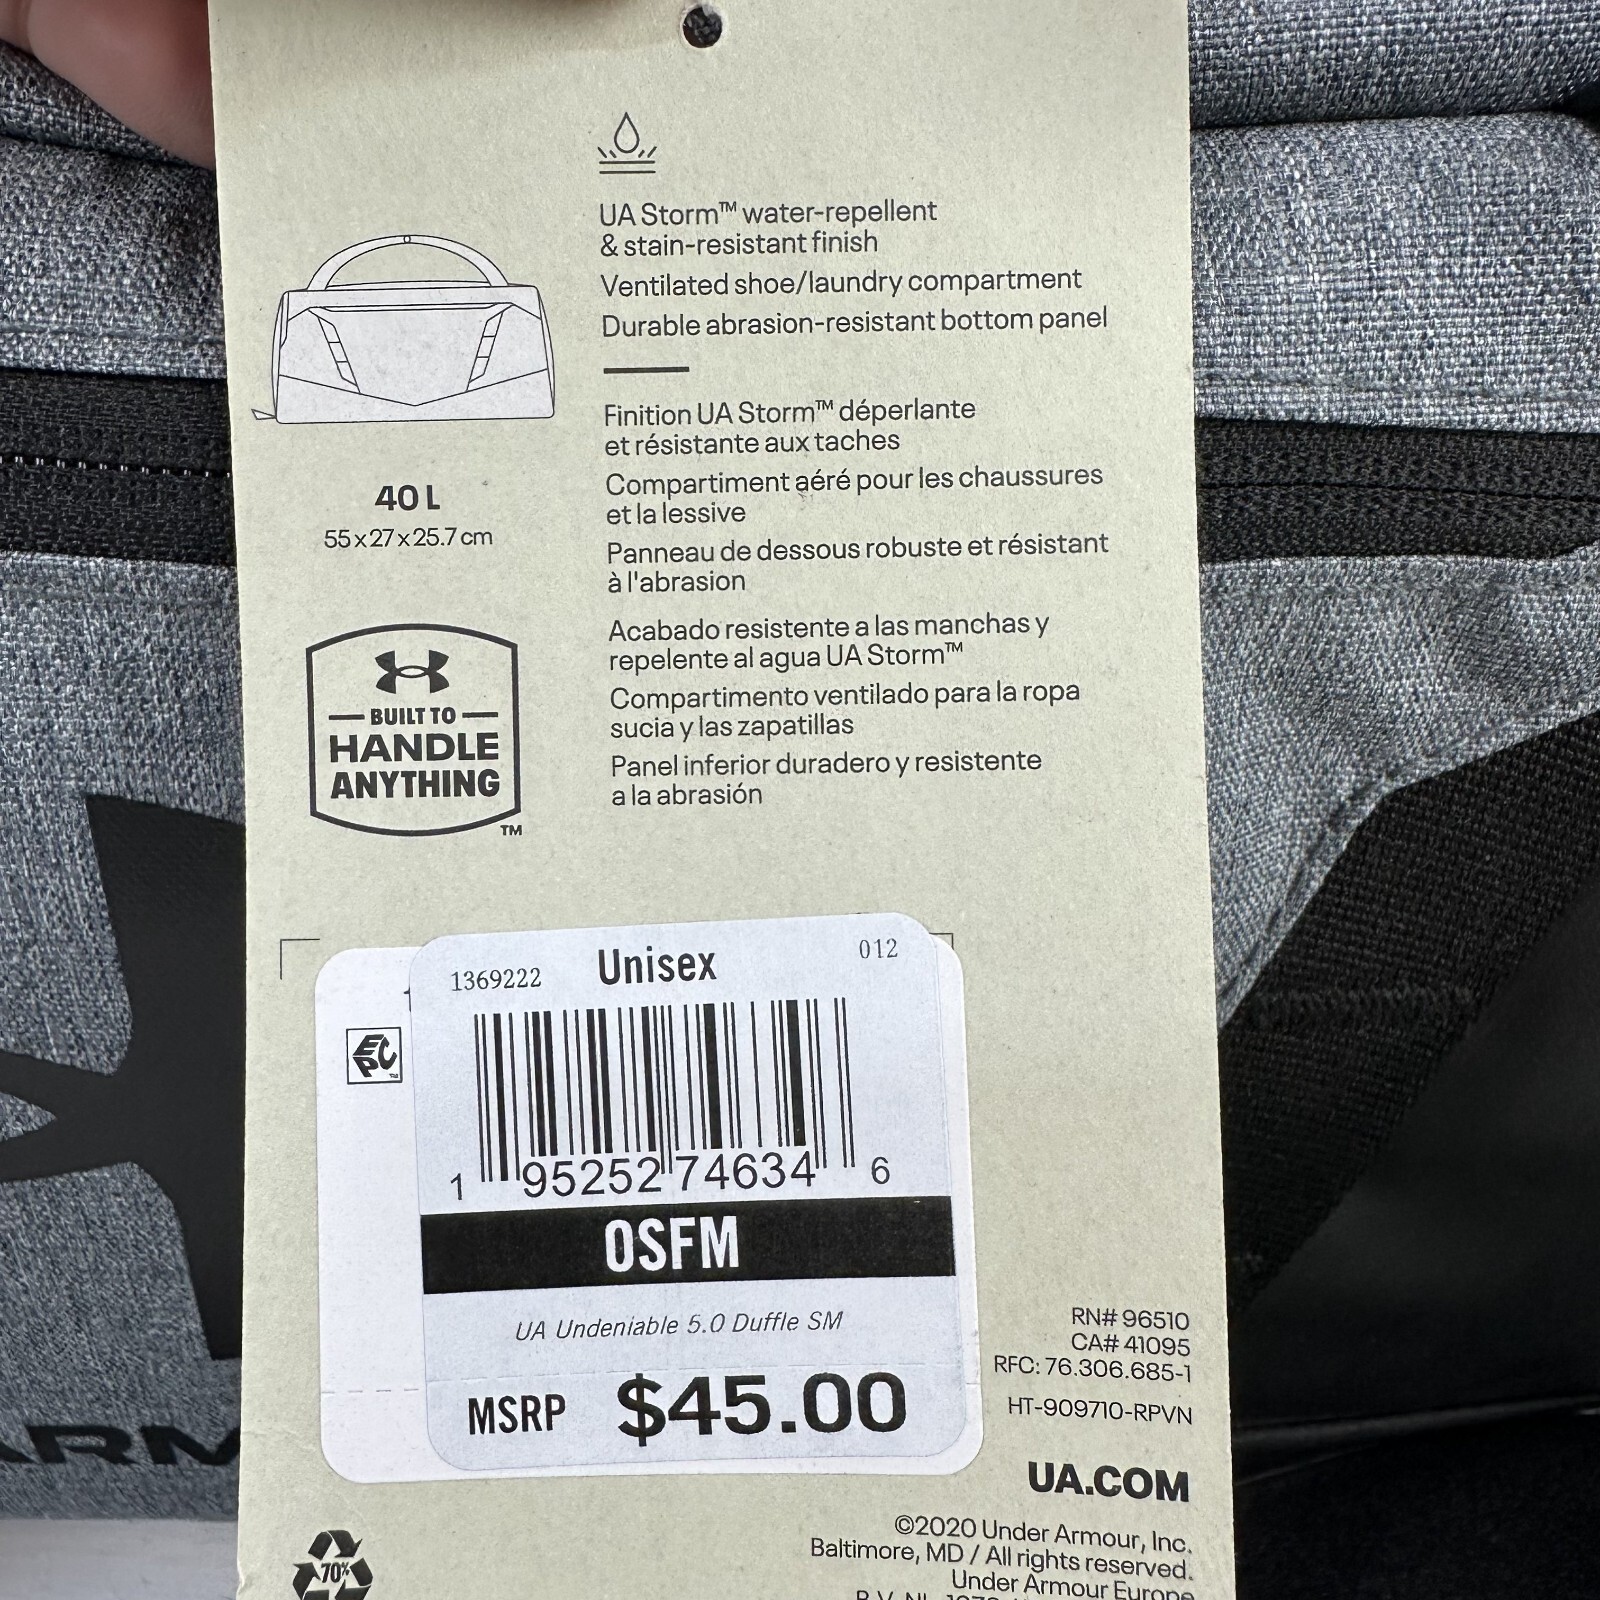 UA Storm™ water-repellent
& stain-resistant finish
Ventilated shoe/laundry compartment
Durable abrasion-resistant bottom panel
Finition UA Storm™ déperlante
et résistante aux taches
Compartiment aéré pour les chaussures
et la lessive
Panneau de dessous robuste et résistant
à l'abrasion
Acabado resistente a las manchas y
repelente al agua UA Storm™
Compartimento ventilado para la ropa
sucia y las zapatillas
Panel inferior duradero y resistente
a la abrasión
40 L
55 x 27 x 25.7 cm
BUILT TO
HANDLE
ANYTHING
TM
1369222 Unisex 012
EPC
1 95252 74634 6
OSFM
UA Undeniable 5.0 Duffle SM
MSRP $45.00
RN# 96510
CA# 41095
RFC: 76.306.685-1
HT-909710-RPVN
UA.COM
©2020 Under Armour, Inc.
Baltimore, MD / All rights reserved.
Under Armour Europe
70%
ARM